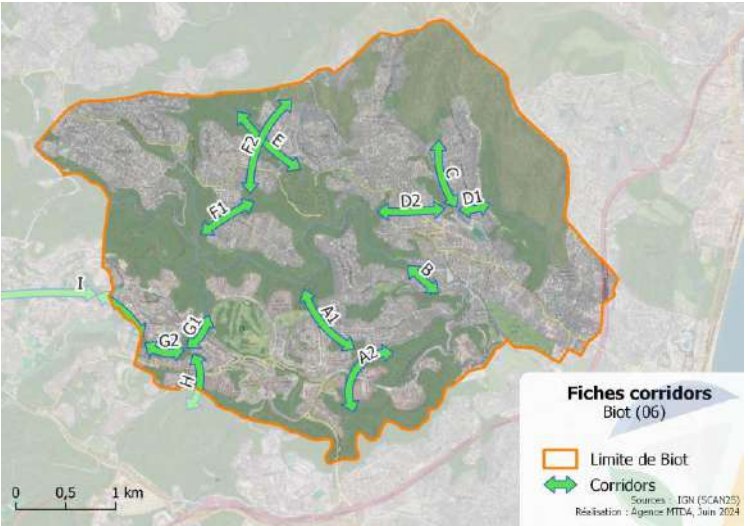 F2
E
C
F1
D2
D1
B
I
A1
G1
G2
A2
H
Fiches corridors
Biot (06)
Limite de Biot
Corridors
0 0,5 1 km
Sources : IGN (SCAN25)
Réalisation : Agence MTDA, Juin 2024